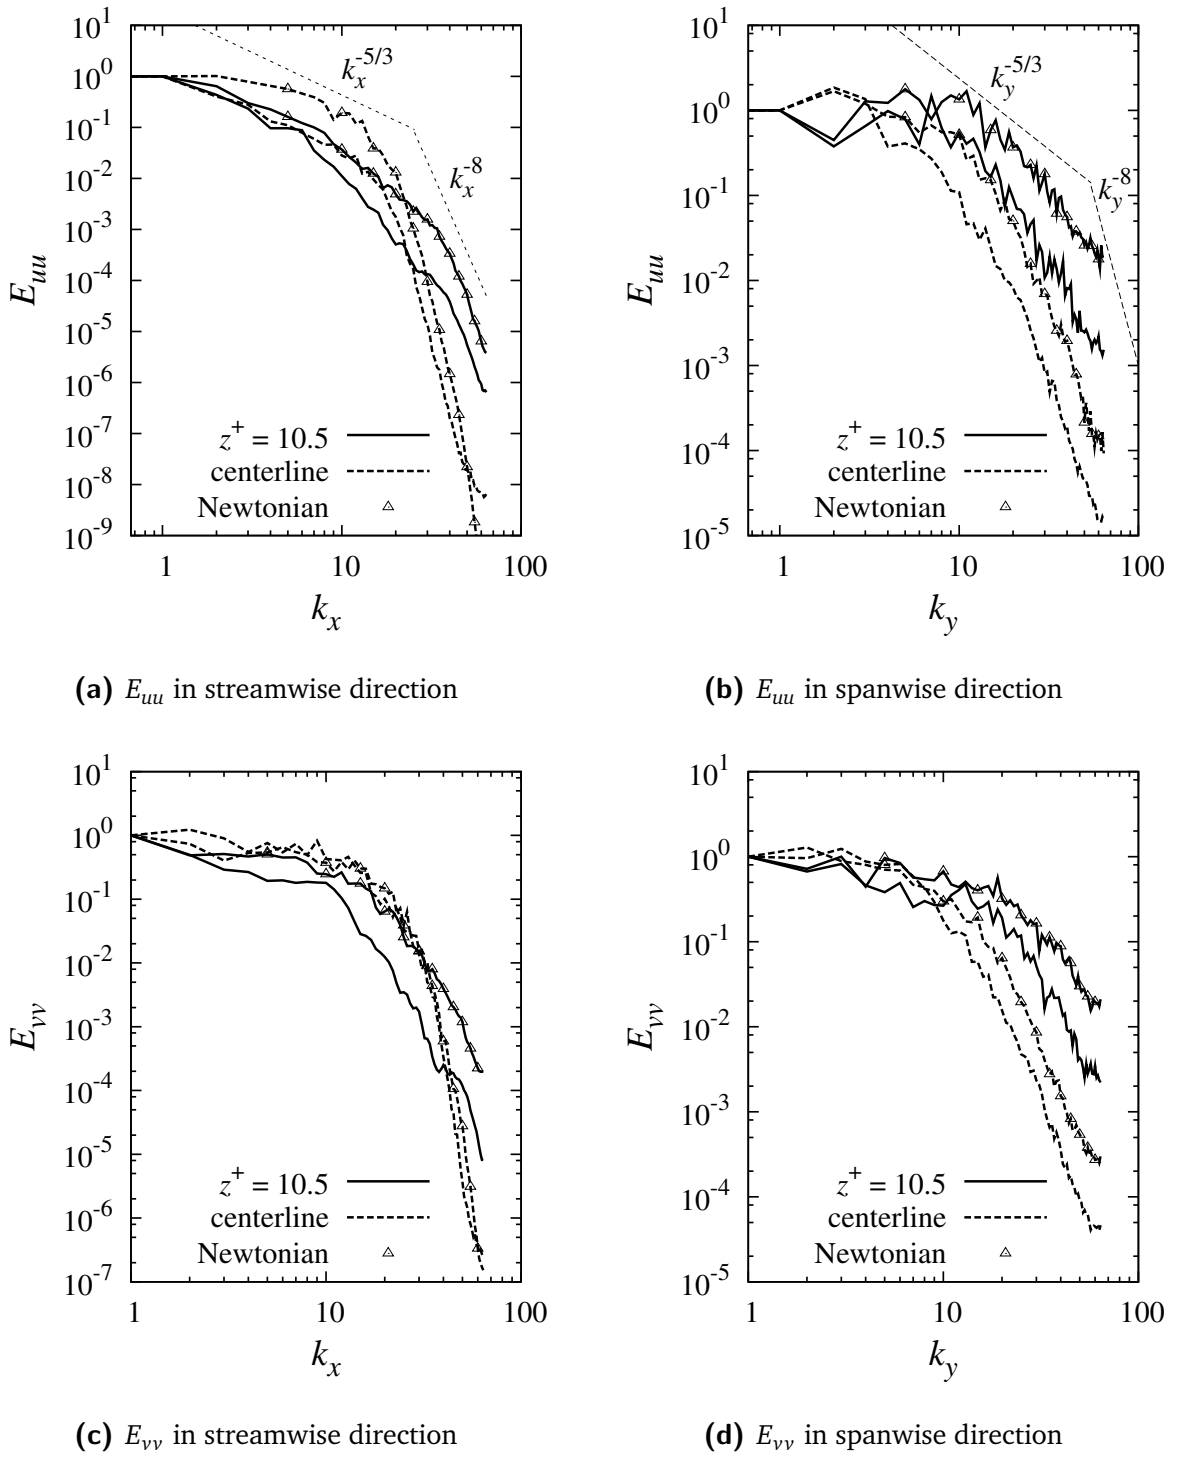 10^1
10^0
10^-1
10^-2
10^-3
10^-4
10^-5
10^-6
10^-7
10^-8
10^-9
E_uu
k_x^-5/3
k_x^-8
z^+ = 10.5
centerline
Newtonian
1 10 100
k_x
(a) E_uu in streamwise direction
10^1
10^0
10^-1
10^-2
10^-3
10^-4
10^-5
E_uu
k_y^-5/3
k_y^-8
z^+ = 10.5
centerline
Newtonian
1 10 100
k_y
(b) E_uu in spanwise direction
10^1
10^0
10^-1
10^-2
10^-3
10^-4
10^-5
10^-6
10^-7
E_vv
z^+ = 10.5
centerline
Newtonian
1 10 100
k_x
(c) E_vv in streamwise direction
10^1
10^0
10^-1
10^-2
10^-3
10^-4
10^-5
E_vv
z^+ = 10.5
centerline
Newtonian
1 10 100
k_y
(d) E_vv in spanwise direction